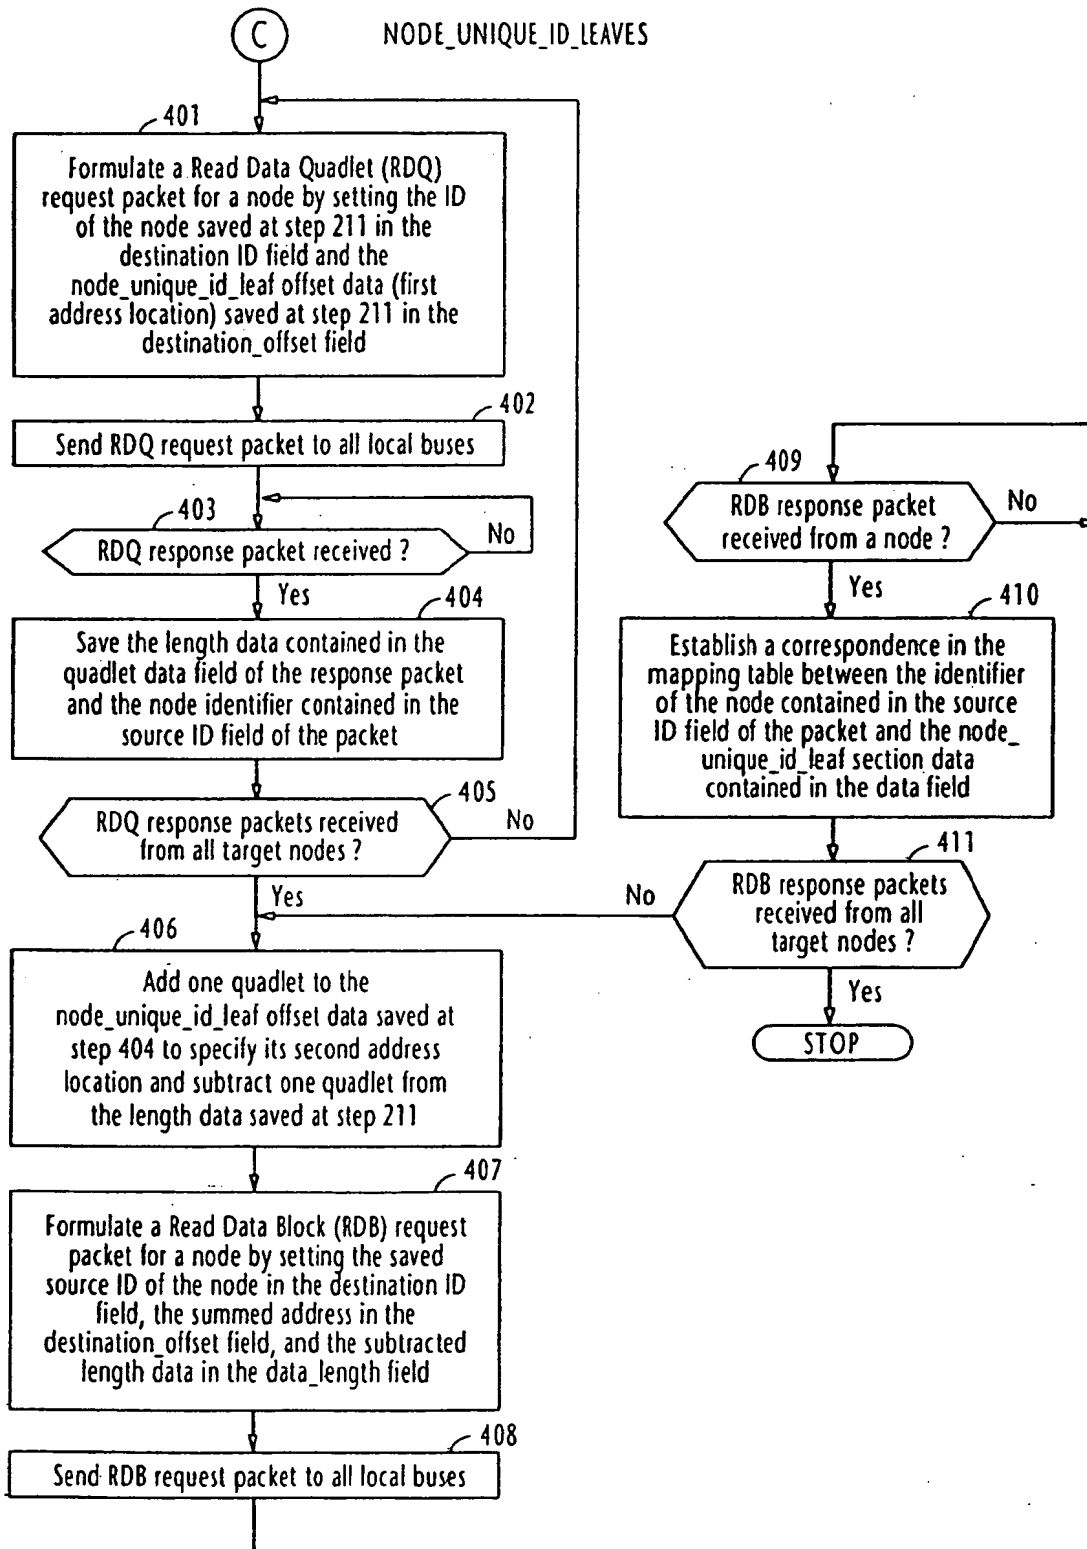 C
NODE_UNIQUE_ID_LEAVES
401
Formulate a Read Data Quadlet (RDQ)
request packet for a node by setting the ID
of the node saved at step 211 in the
destination ID field and the
node_unique_id_leaf offset data (first
address location) saved at step 211 in the
destination_offset field
402
Send RDQ request packet to all local buses
403
RDQ response packet received ?
No
Yes
404
Save the length data contained in the
quadlet data field of the response packet
and the node identifier contained in the
source ID field of the packet
405
RDQ response packets received
from all target nodes ?
No
Yes
406
Add one quadlet to the
node_unique_id_leaf offset data saved at
step 404 to specify its second address
location and subtract one quadlet from
the length data saved at step 211
407
Formulate a Read Data Block (RDB) request
packet for a node by setting the saved
source ID of the node in the destination ID
field, the summed address in the
destination_offset field, and the subtracted
length data in the data_length field
408
Send RDB request packet to all local buses
409
RDB response packet
received from a node ?
No
Yes
410
Establish a correspondence in the
mapping table between the identifier
of the node contained in the source
ID field of the packet and the node_
unique_id_leaf section data
contained in the data field
411
RDB response packets
received from all
target nodes ?
No
Yes
STOP